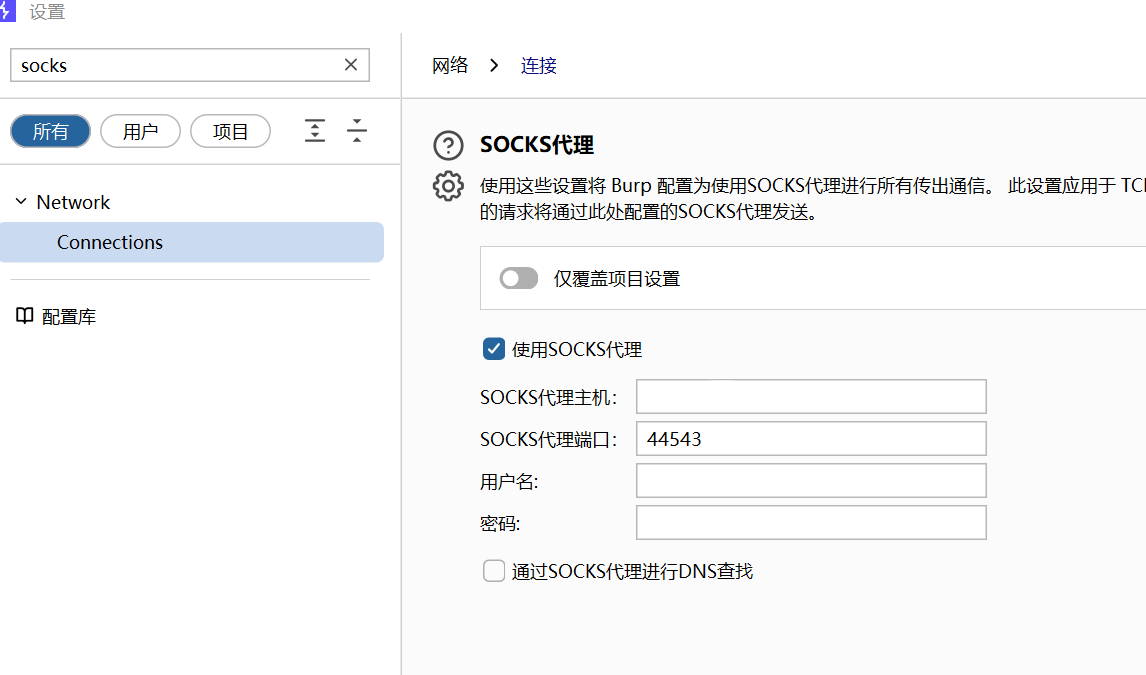 设置
socks
所有 用户 项目
Network
Connections
配置库
网络 > 连接
SOCKS代理
使用这些设置将 Burp 配置为使用SOCKS代理进行所有传出通信。 此设置应用于
的请求将通过此处配置的SOCKS代理发送。
仅覆盖项目设置
使用SOCKS代理
SOCKS代理主机:
SOCKS代理端口: 44543
用户名:
密码:
通过SOCKS代理进行DNS查找